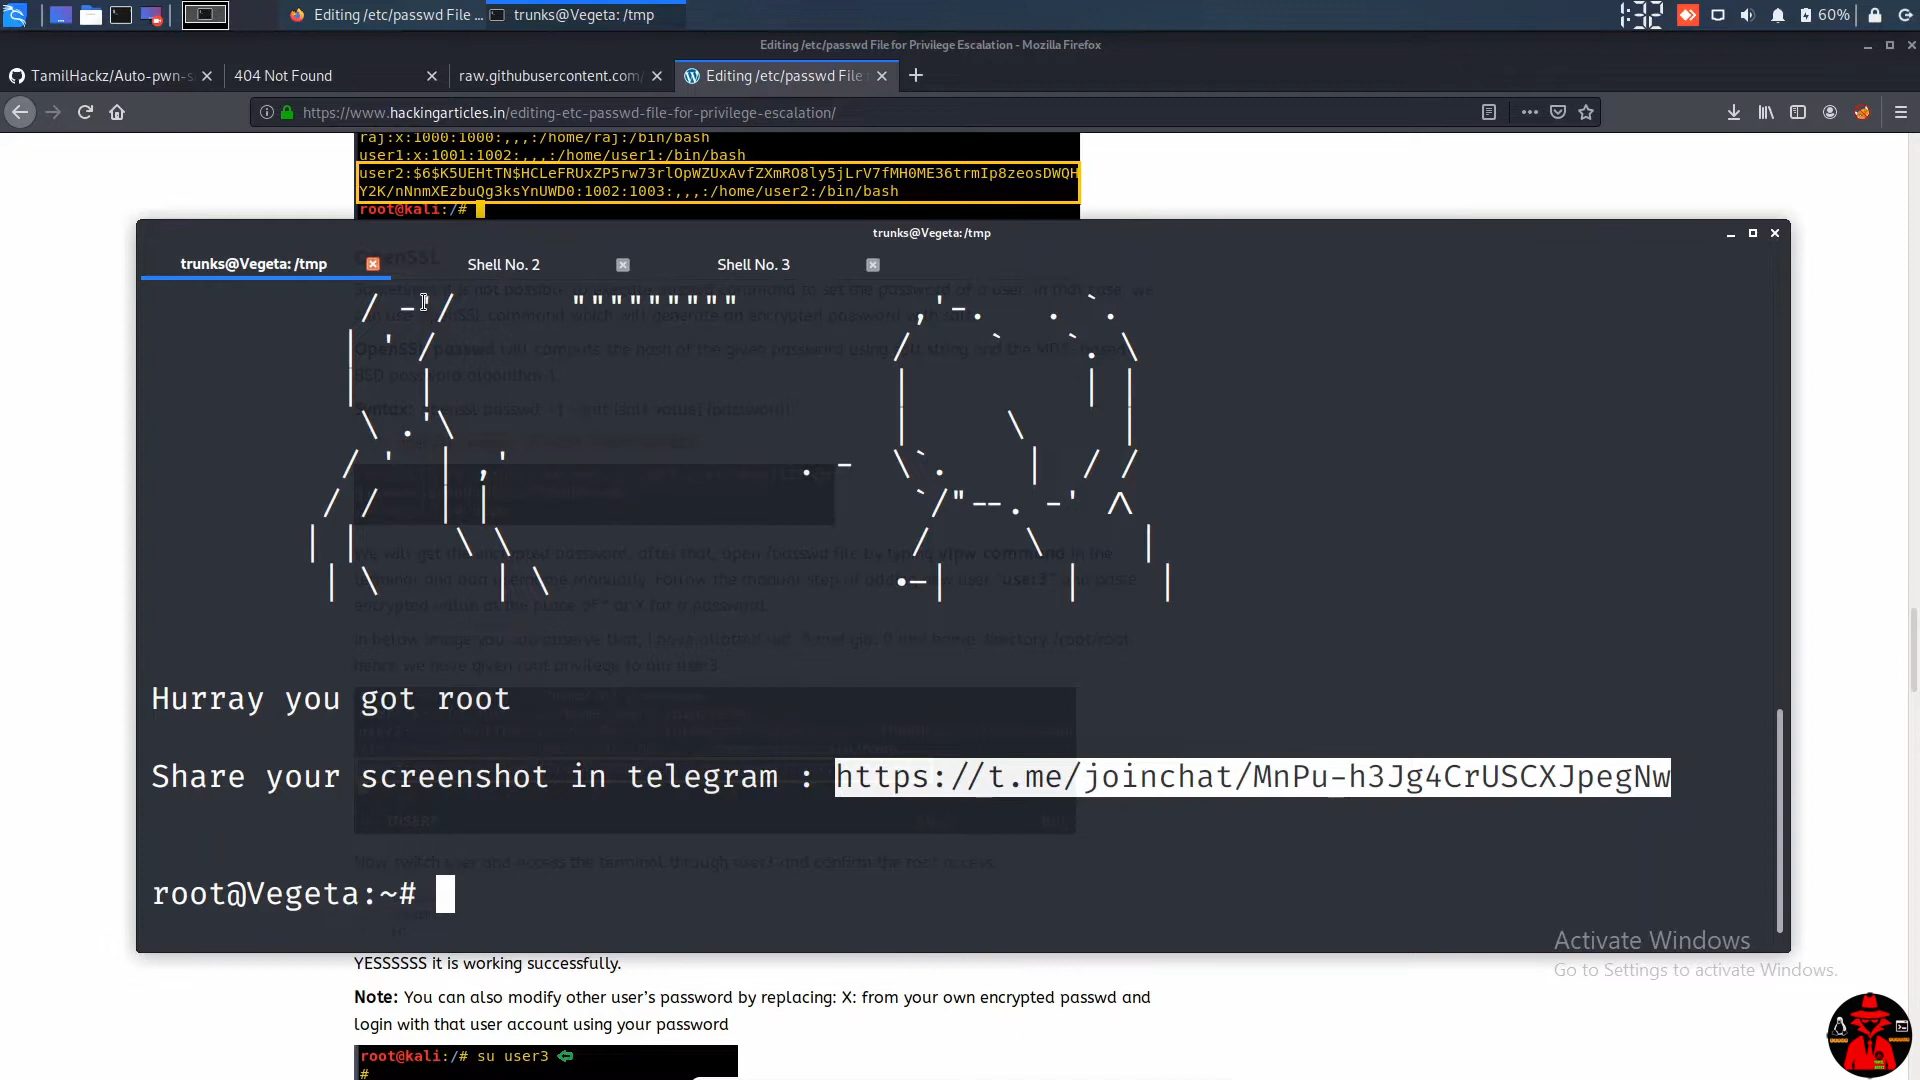 Editing /etc/passwd File ...
trunks@Vegeta: /tmp
1:32
60%
Editing /etc/passwd File for Privilege Escalation - Mozilla Firefox
TamilHackz/Auto-pwn-s
404 Not Found
raw.githubusercontent.com/
Editing /etc/passwd File
https://www.hackingarticles.in/editing-etc-passwd-file-for-privilege-escalation/
raj:x:1000:1000:,,,:/home/raj:/bin/bash
user1:x:1001:1002:,,,:/home/user1:/bin/bash
user2:$6$K5UEHtTN$HCLeFRUxZP5rw73rlOpWZUxAvfZXmRO8ly5jLrV7fMH0ME36trmIp8zeosDWQH
Y2K/nNnmXEzbuQg3ksYnUWD0:1002:1003:,,,:/home/user2:/bin/bash
root@kali:/#
trunks@Vegeta: /tmp
trunks@Vegeta: /tmp
Shell No. 2
Shell No. 3
Hurray you got root
Share your screenshot in telegram : https://t.me/joinchat/MnPu-h3Jg4CrUSCXJpegNw
root@Vegeta:~#
Activate Windows
Go to Settings to activate Windows.
YESSSSSS it is working successfully.
Note: You can also modify other user’s password by replacing: X: from your own encrypted passwd and
login with that user account using your password
root@kali:/# su user3
#